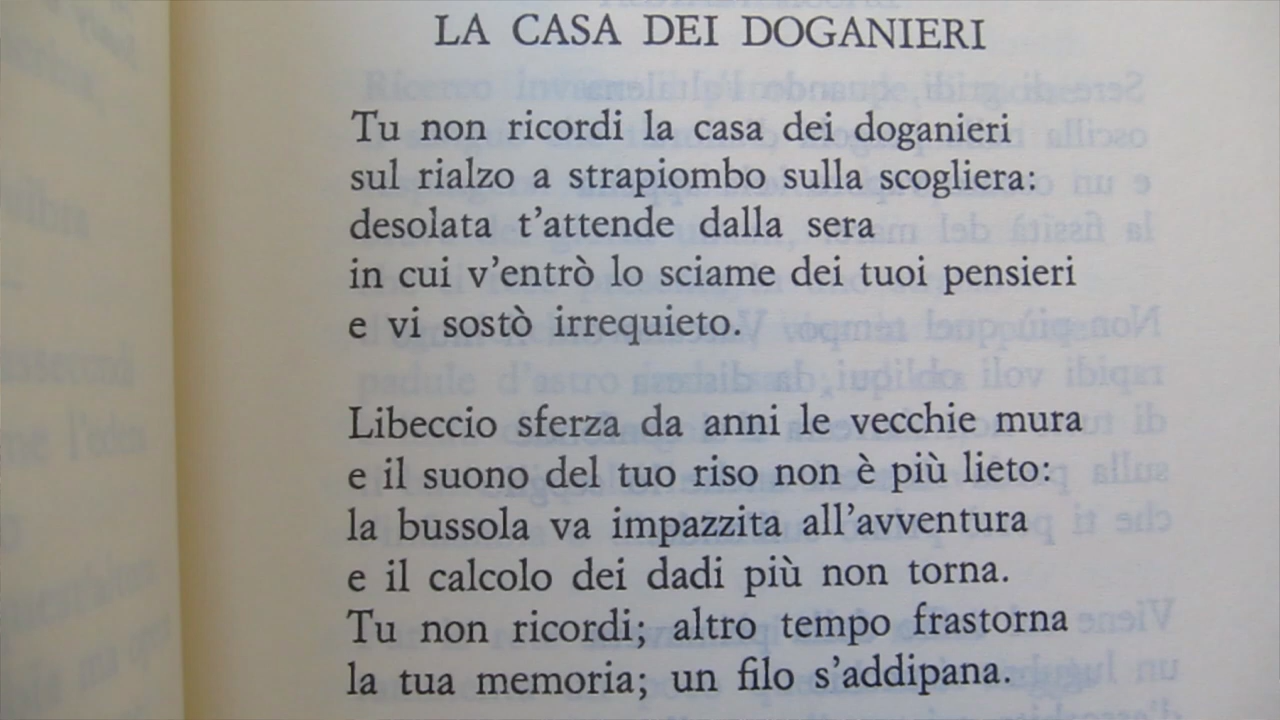 LA CASA DEI DOGANIERI
Tu non ricordi la casa dei doganieri
sul rialzo a strapiombo sulla scogliera:
desolata t'attende dalla sera
in cui v'entrò lo sciame dei tuoi pensieri
e vi sostò irrequieto.
Libeccio sferza da anni le vecchie mura
e il suono del tuo riso non è più lieto:
la bussola va impazzita all'avventura
e il calcolo dei dadi più non torna.
Tu non ricordi; altro tempo frastorna
la tua memoria; un filo s'addipana.